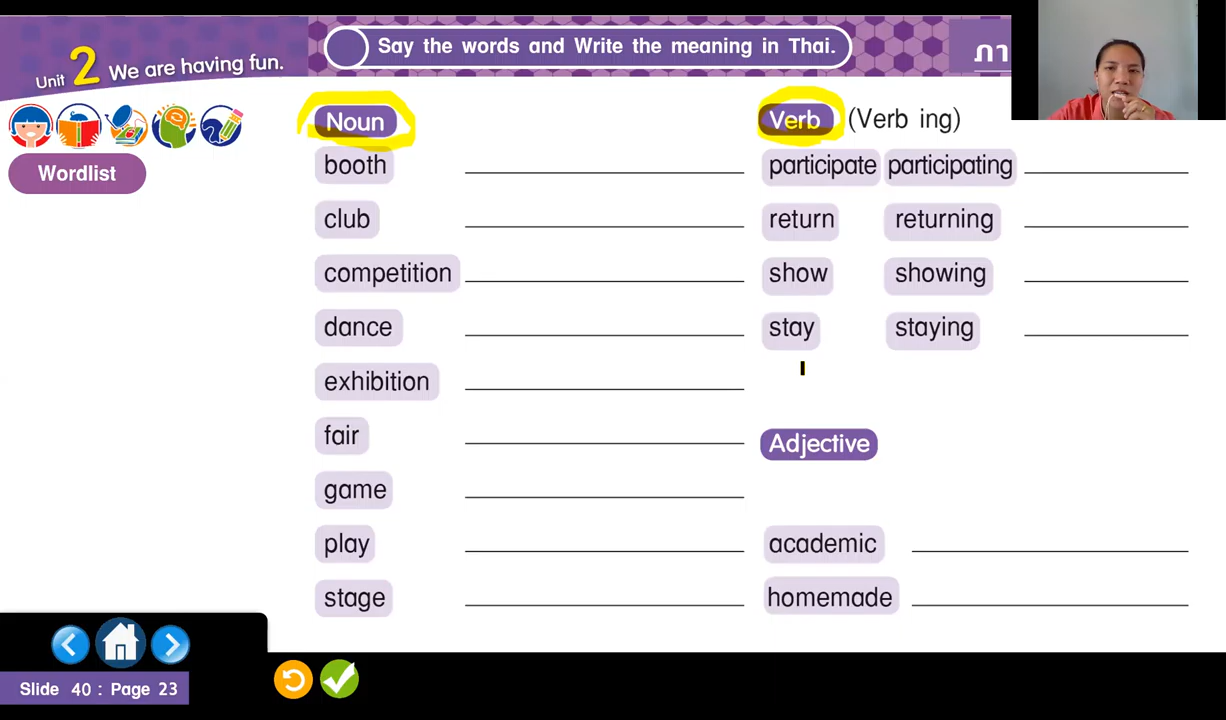 Unit 2 We are having fun.
Say the words and Write the meaning in Thai.
ภา
Wordlist
Noun
booth
club
competition
dance
exhibition
fair
game
play
stage
Verb (Verb ing)
participate participating
return returning
show showing
stay staying
Adjective
academic
homemade
Slide 40 : Page 23